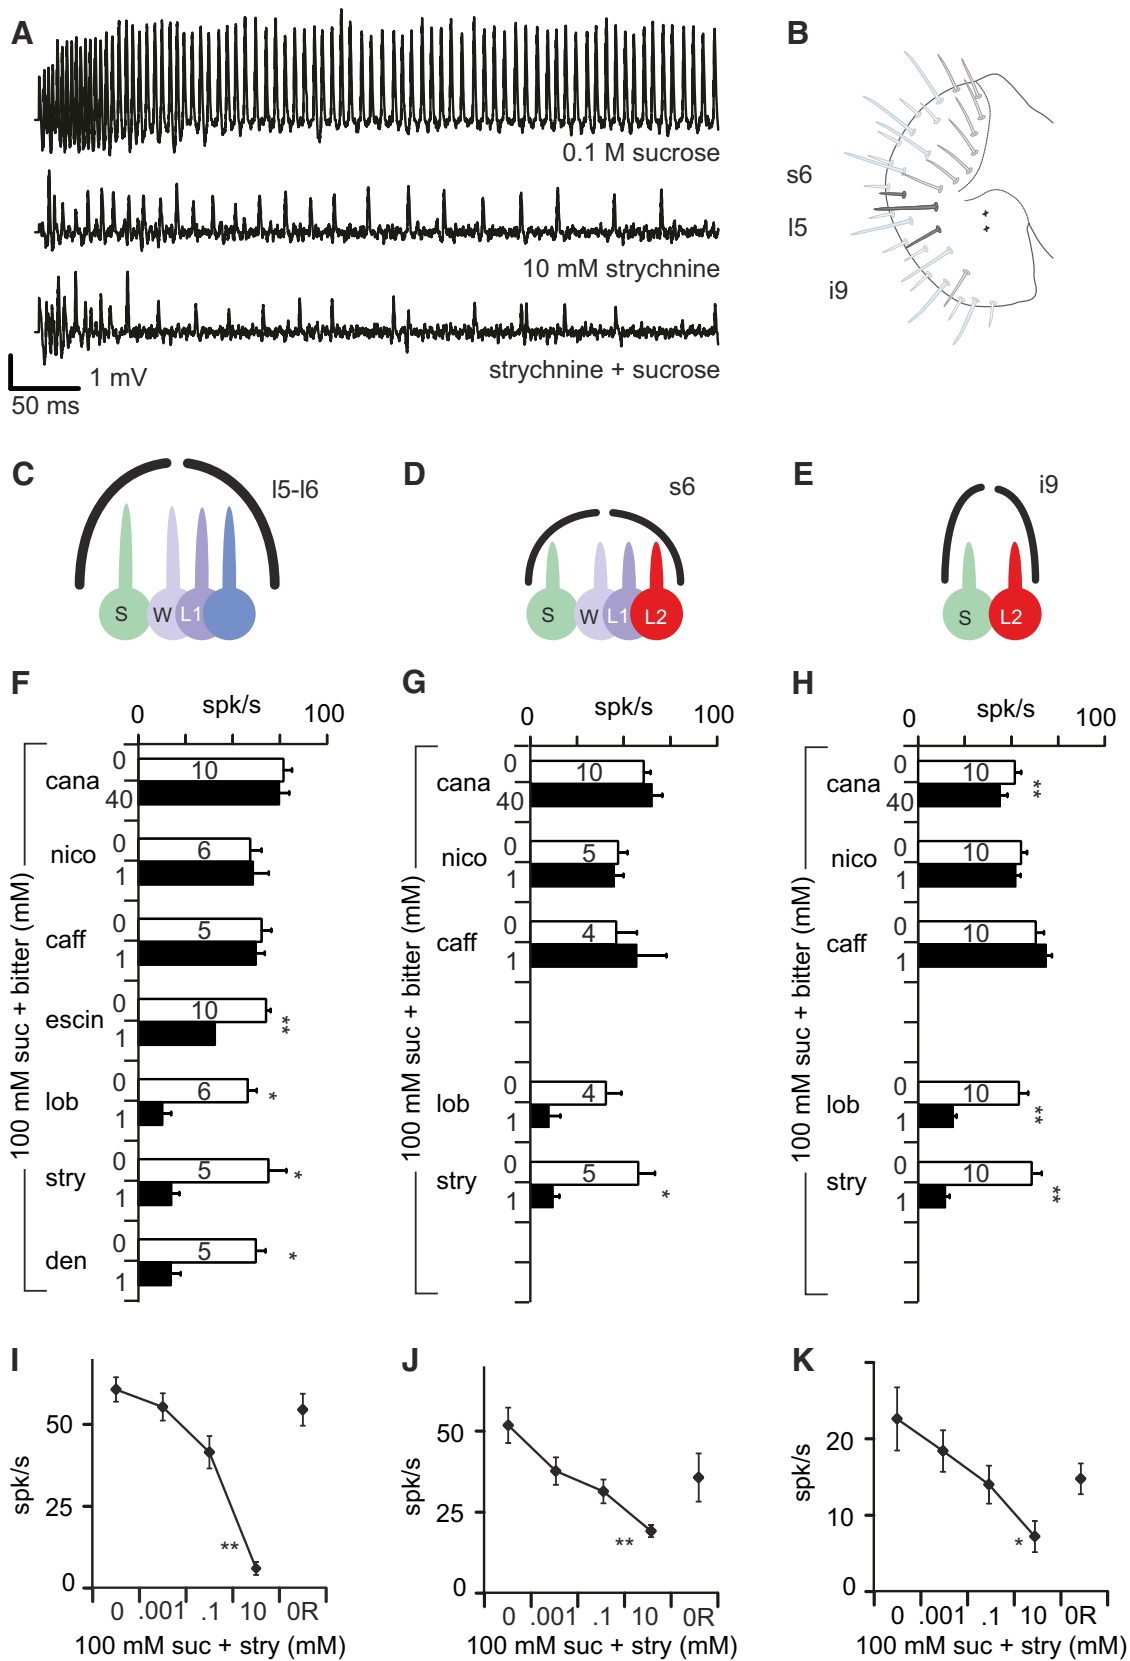 A
0.1 M sucrose
10 mM strychnine
strychnine + sucrose
1 mV
50 ms
B
s6
l5
i9
C
l5-l6
S
W
L1
D
s6
S
W
L1
L2
E
i9
S
L2
F
0 spk/s 100
100 mM suc + bitter (mM)
cana 0 10
40 **
nico 0 6
1
caff 0 5
1
escin 0 10
1 **
lob 0 6
1 *
stry 0 5
1 *
den 0 5
1 *
G
0 spk/s 100
100 mM suc + bitter (mM)
cana 0 10
40
nico 0 5
1
caff 0 4
1
lob 0 4
1
stry 0 5
1 *
H
0 spk/s 100
100 mM suc + bitter (mM)
cana 0 10
40 **
nico 0 10
1
caff 0 10
1
lob 0 10
1 **
stry 0 10
1 **
I
spk/s
50
25
0
**
0 .001 .1 10 0R
100 mM suc + stry (mM)
J
spk/s
50
25
0
**
0 .001 .1 10 0R
100 mM suc + stry (mM)
K
spk/s
20
10
0
*
0 .001 .1 10 0R
100 mM suc + stry (mM)